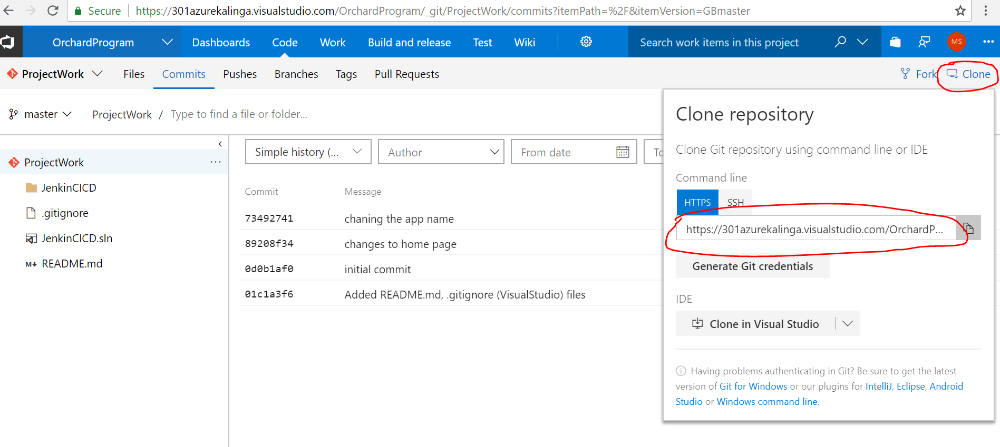 Secure https://301azurekalinga.visualstudio.com/OrchardProgram/_git/ProjectWork/commits?itemPath=%2F&itemVersion=GBmaster
OrchardProgram Dashboards Code Work Build and release Test Wiki Search work items in this project MS
ProjectWork Files Commits Pushes Branches Tags Pull Requests Fork Clone
master ProjectWork / Type to find a file or folder...
ProjectWork ...
JenkinCICD
.gitignore
JenkinCICD.sln
M↓ README.md
Simple history (... Author From date To
Commit Message
73492741 chaning the app name
89208f34 changes to home page
0d0b1af0 initial commit
01c1a3f6 Added README.md, .gitignore (VisualStudio) files
Clone repository
Clone Git repository using command line or IDE
Command line
HTTPS SSH
https://301azurekalinga.visualstudio.com/OrchardP...
Generate Git credentials
IDE
Clone in Visual Studio
Having problems authenticating in Git? Be sure to get the latest
version of Git for Windows or our plugins for IntelliJ, Eclipse, Android
Studio or Windows command line.